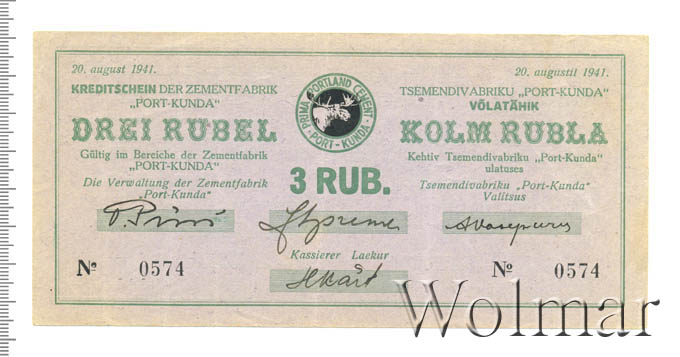 20. august 1941.
KREDITSCHEIN DER ZEMENTFABRIK
„PORT-KUNDA"
DREI RUBEL
Gültig im Bereiche der Zementfabrik
„PORT-KUNDA"
Die Verwaltung der Zementfabrik
„Port-Kunda"
PRIMA PORTLAND CEMENT
PORT-KUNDA
3 RUB.
20. augustil 1941.
TSEMENDIVABRIKU „PORT-KUNDA"
VÕLATÄHIK
KOLM RUBLA
Kehtiv Tsemendivabriku „Port-Kunda"
ulatuses
Tsemendivabriku „Port-Kunda"
Valitsus
Kassierer Laekur
№ 0574
№ 0574
Wolmar